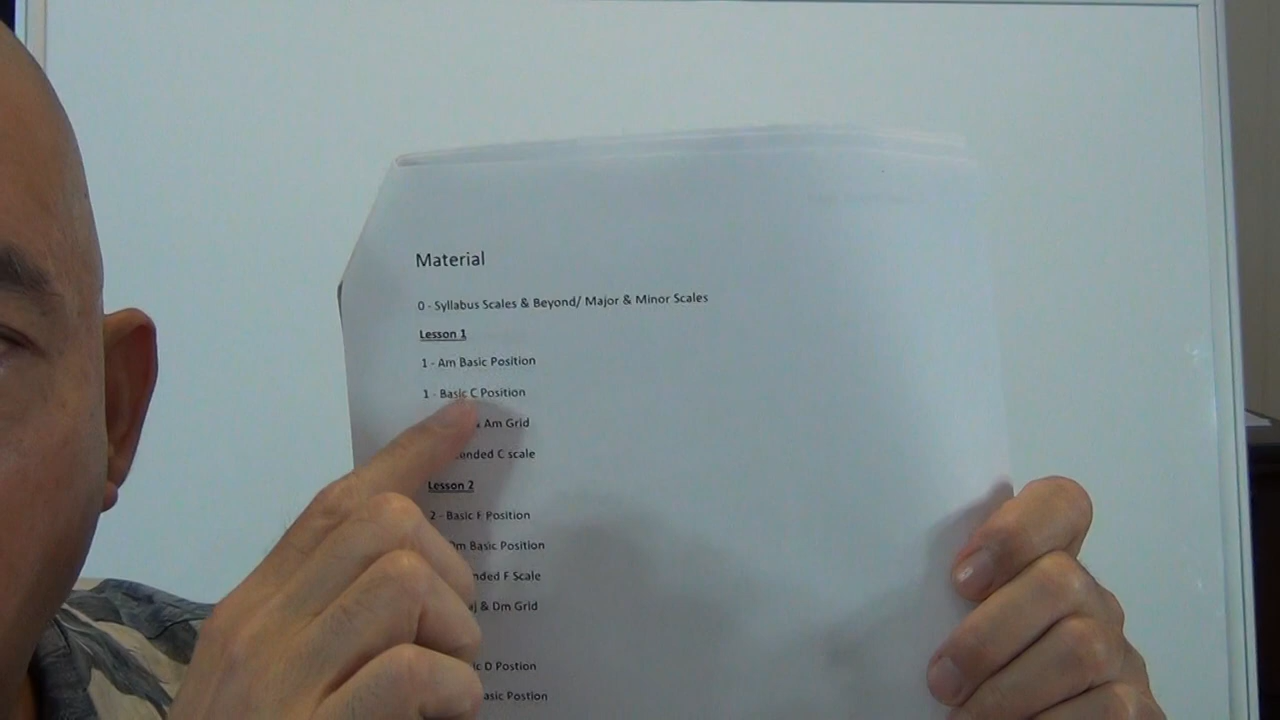 Material
0 - Syllabus Scales & Beyond/ Major & Minor Scales
Lesson 1
1 - Am Basic Position
1 - Basic C Position
Am Grid
ended C scale
Lesson 2
2 - Basic F Position
Dm Basic Position
nded F Scale
j & Dm Grid
ic D Postion
asic Postion